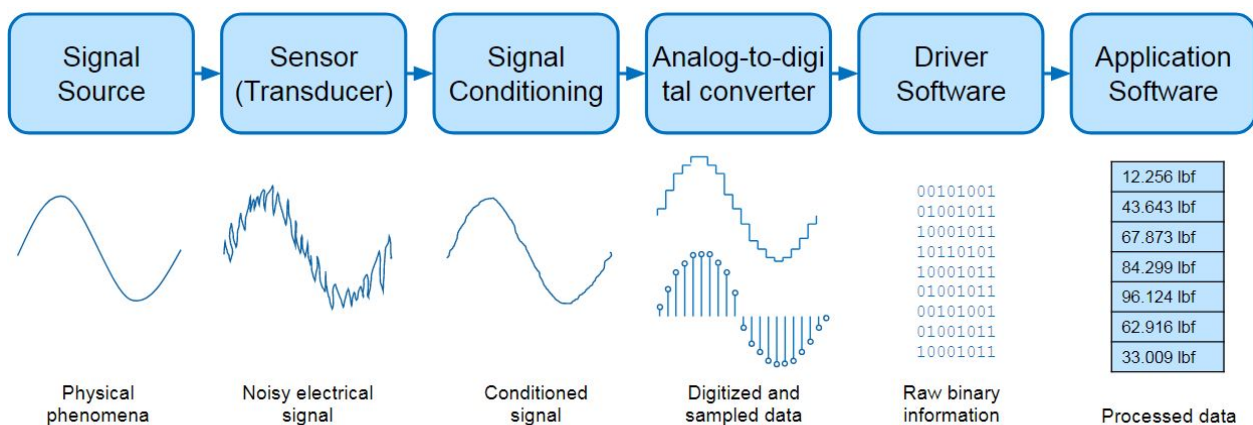 Signal
Source
Sensor
(Transducer)
Signal
Conditioning
Analog-to-digi
tal converter
Driver
Software
Application
Software
00101001
01001011
10001011
10110101
10001011
01001011
00101001
01001011
10001011
12.256 lbf
43.643 lbf
67.873 lbf
84.299 lbf
96.124 lbf
62.916 lbf
33.009 lbf
Physical
phenomena
Noisy electrical
signal
Conditioned
signal
Digitized and
sampled data
Raw binary
information
Processed data